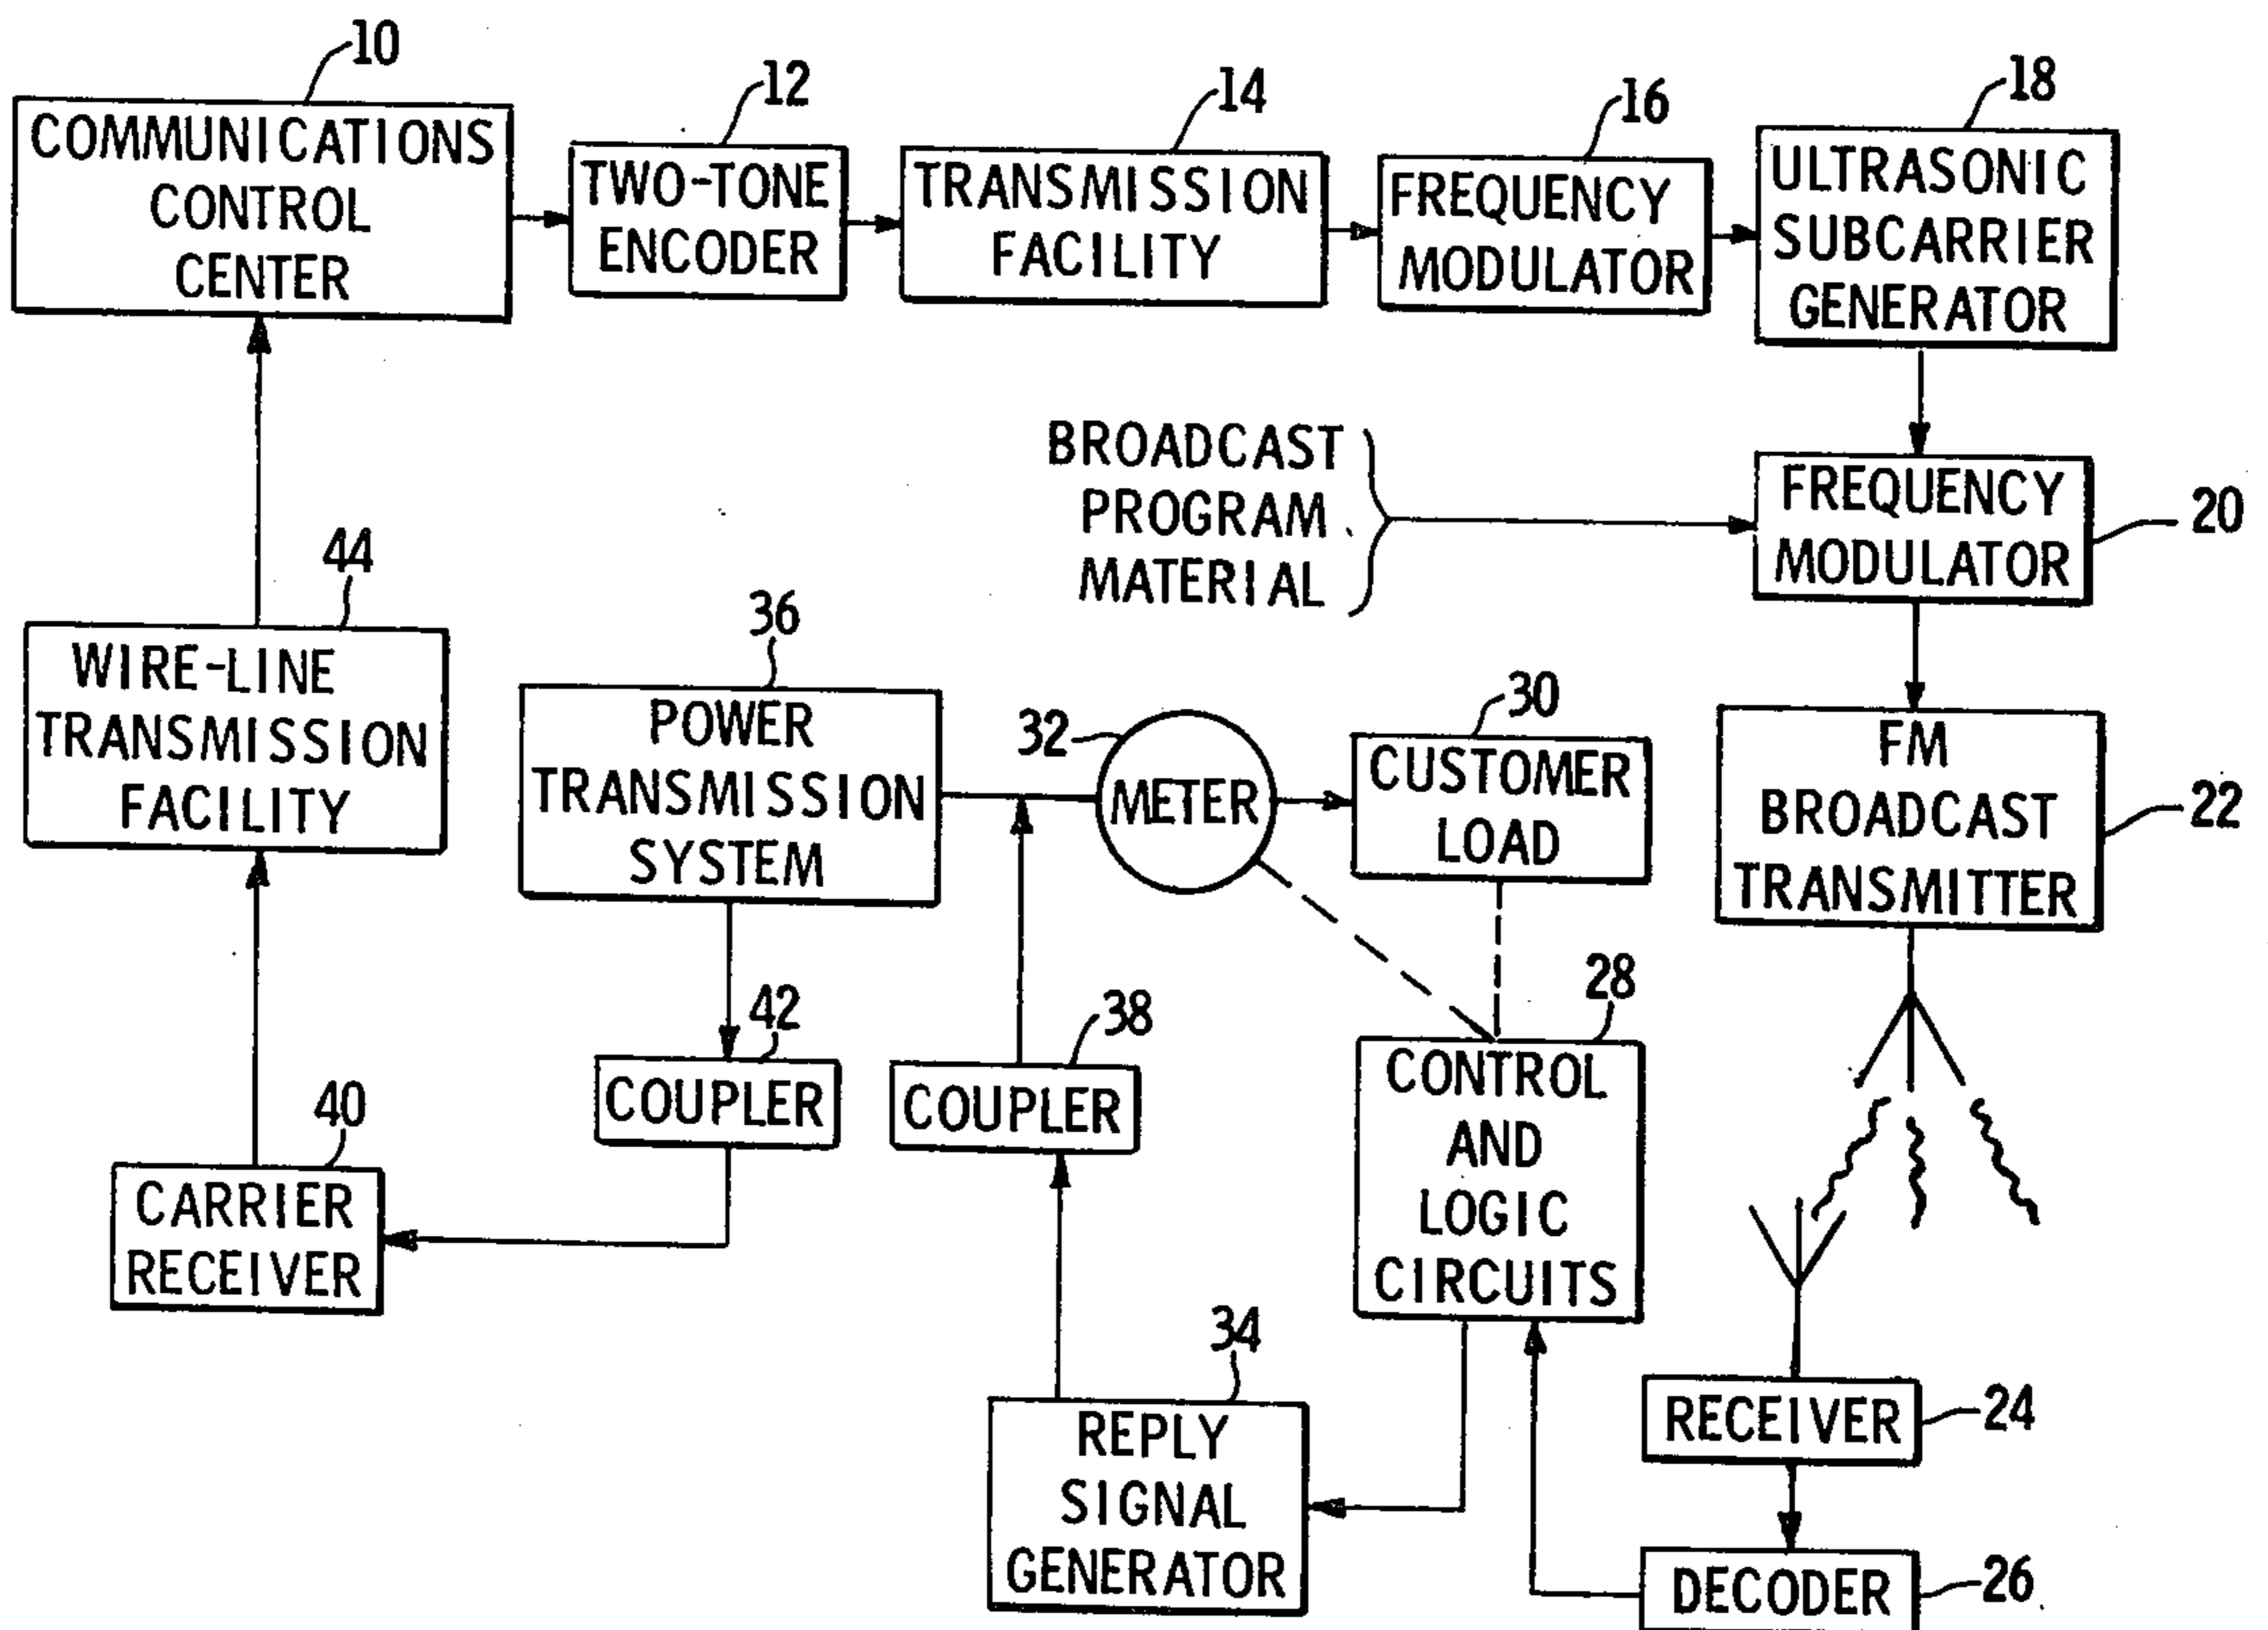 10
COMMUNICATIONS
CONTROL
CENTER
12
TWO-TONE
ENCODER
14
TRANSMISSION
FACILITY
16
FREQUENCY
MODULATOR
18
ULTRASONIC
SUBCARRIER
GENERATOR
BROADCAST
PROGRAM
MATERIAL
FREQUENCY
MODULATOR
20
44
WIRE-LINE
TRANSMISSION
FACILITY
36
POWER
TRANSMISSION
SYSTEM
32
METER
30
CUSTOMER
LOAD
FM
BROADCAST
TRANSMITTER
22
42
COUPLER
38
COUPLER
28
CONTROL
AND
LOGIC
CIRCUITS
40
CARRIER
RECEIVER
34
REPLY
SIGNAL
GENERATOR
RECEIVER
24
DECODER
26